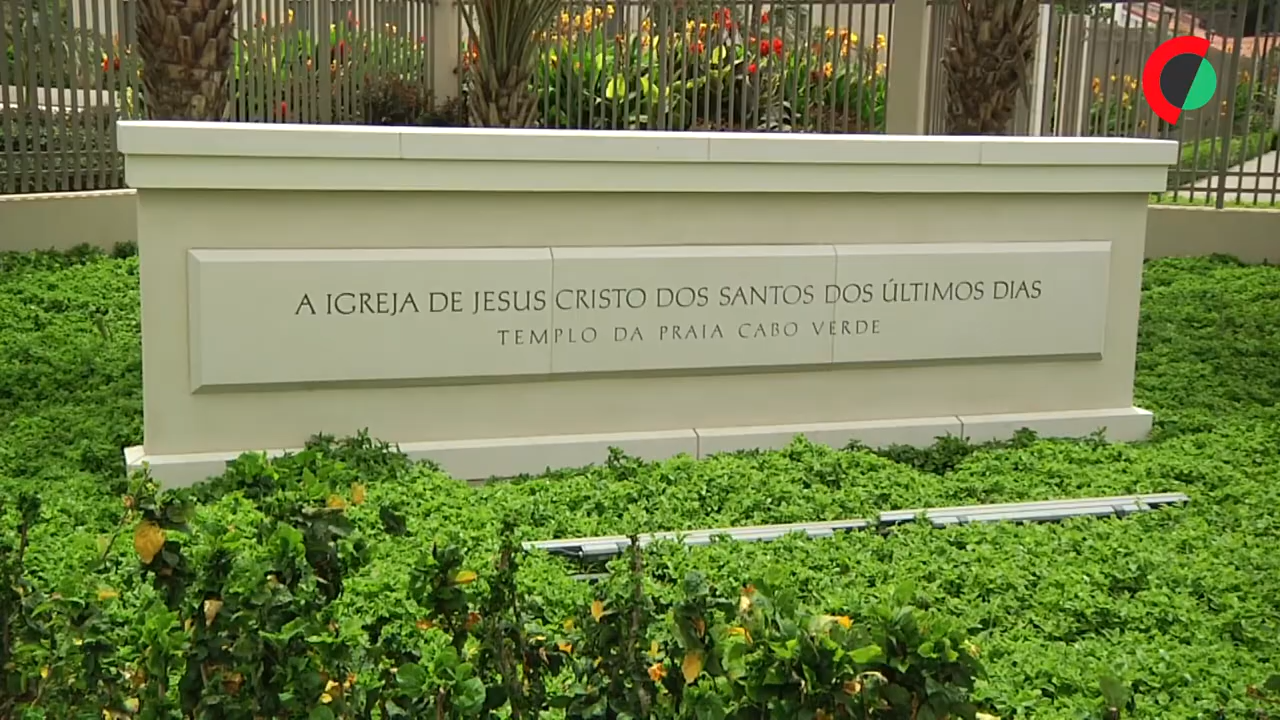 A IGREJA DE JESUS CRISTO DOS SANTOS DOS ÚLTIMOS DIAS
TEMPLO DA PRAIA CABO VERDE